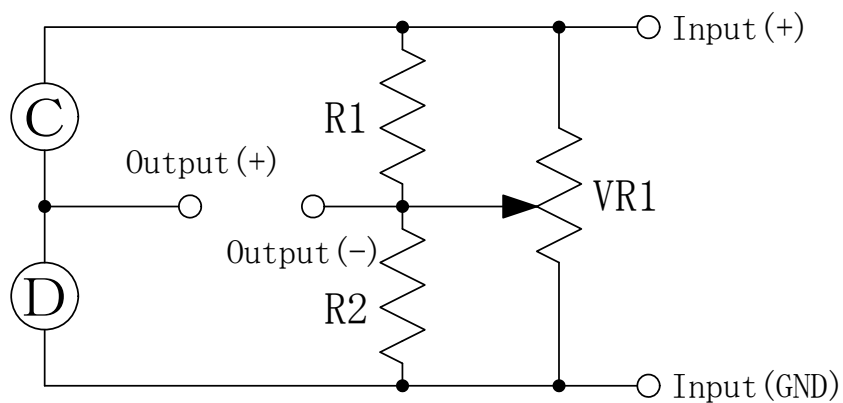 Input(+)
C
R1
Output(+)
VR1
Output(-)
D
R2
Input(GND)